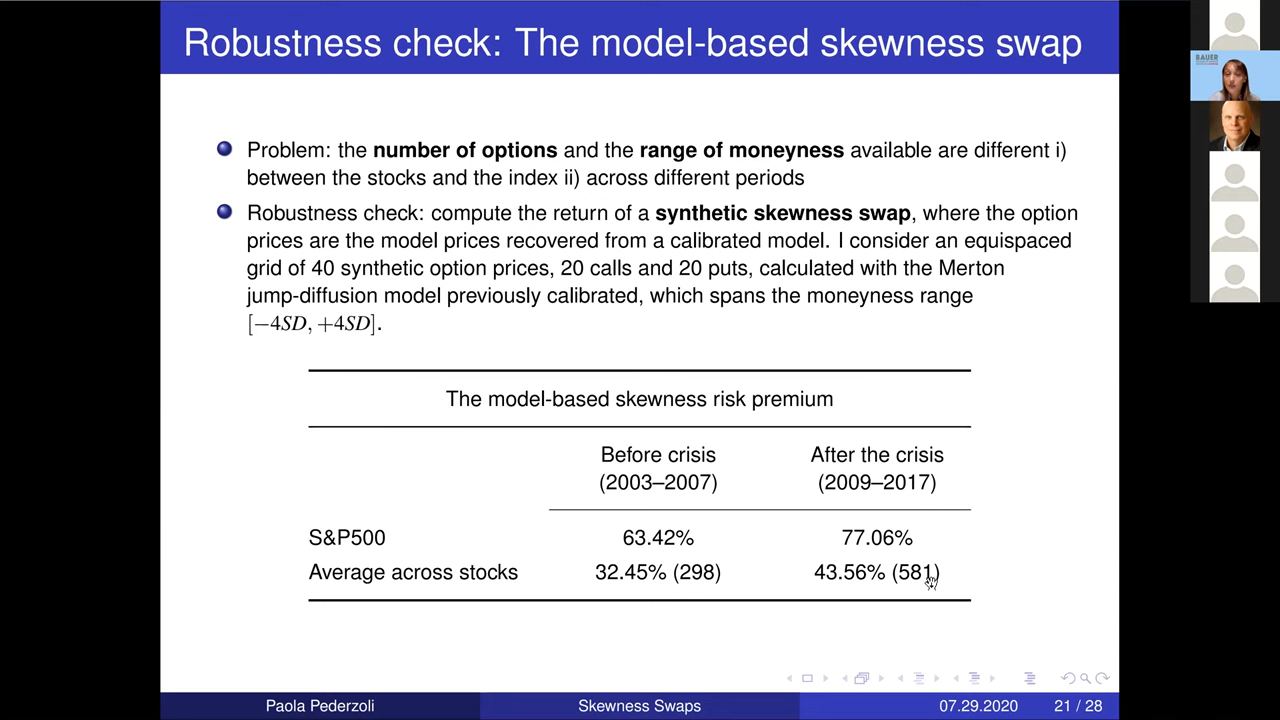 Robustness check: The model-based skewness swap
Problem: the number of options and the range of moneyness available are different i)
between the stocks and the index ii) across different periods
Robustness check: compute the return of a synthetic skewness swap, where the option
prices are the model prices recovered from a calibrated model. I consider an equispaced
grid of 40 synthetic option prices, 20 calls and 20 puts, calculated with the Merton
jump-diffusion model previously calibrated, which spans the moneyness range
[−4SD, +4SD].
The model-based skewness risk premium
Before crisis After the crisis
(2003–2007) (2009–2017)
S&P500 63.42% 77.06%
Average across stocks 32.45% (298) 43.56% (581)
Paola Pederzoli Skewness Swaps 07.29.2020 21 / 28
BAUER